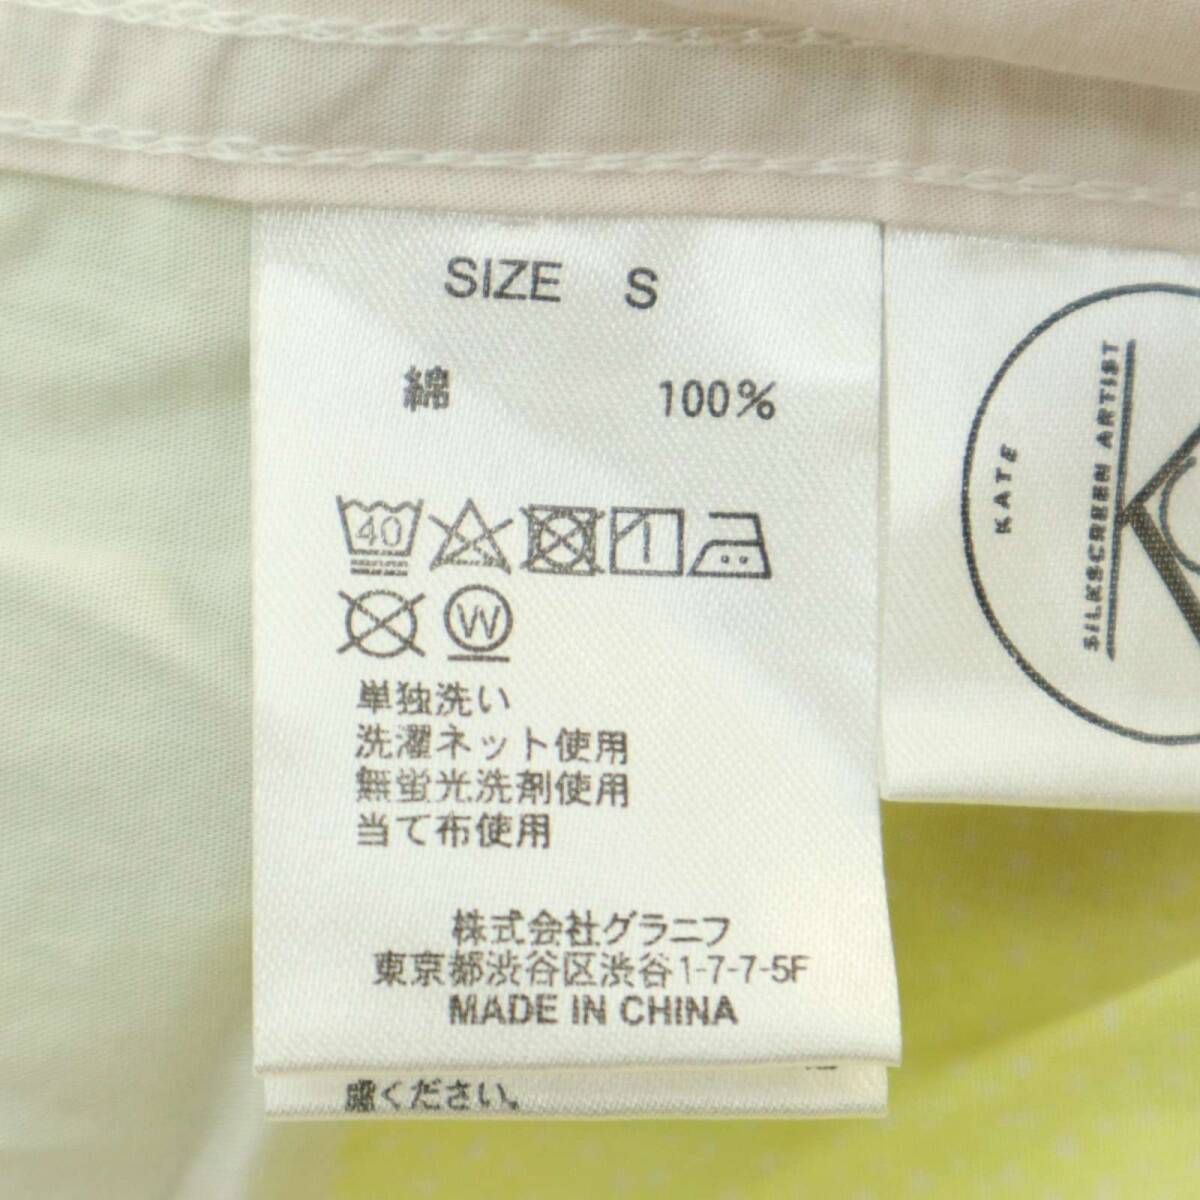 SIZE S
綿 100%
40
W
単独洗い
洗濯ネット使用
無蛍光洗剤使用
当て布使用
株式会社グラニフ
東京都渋谷区渋谷1-7-7-5F
MADE IN CHINA
ください。
KATE
SILKSCREEN ARTIST